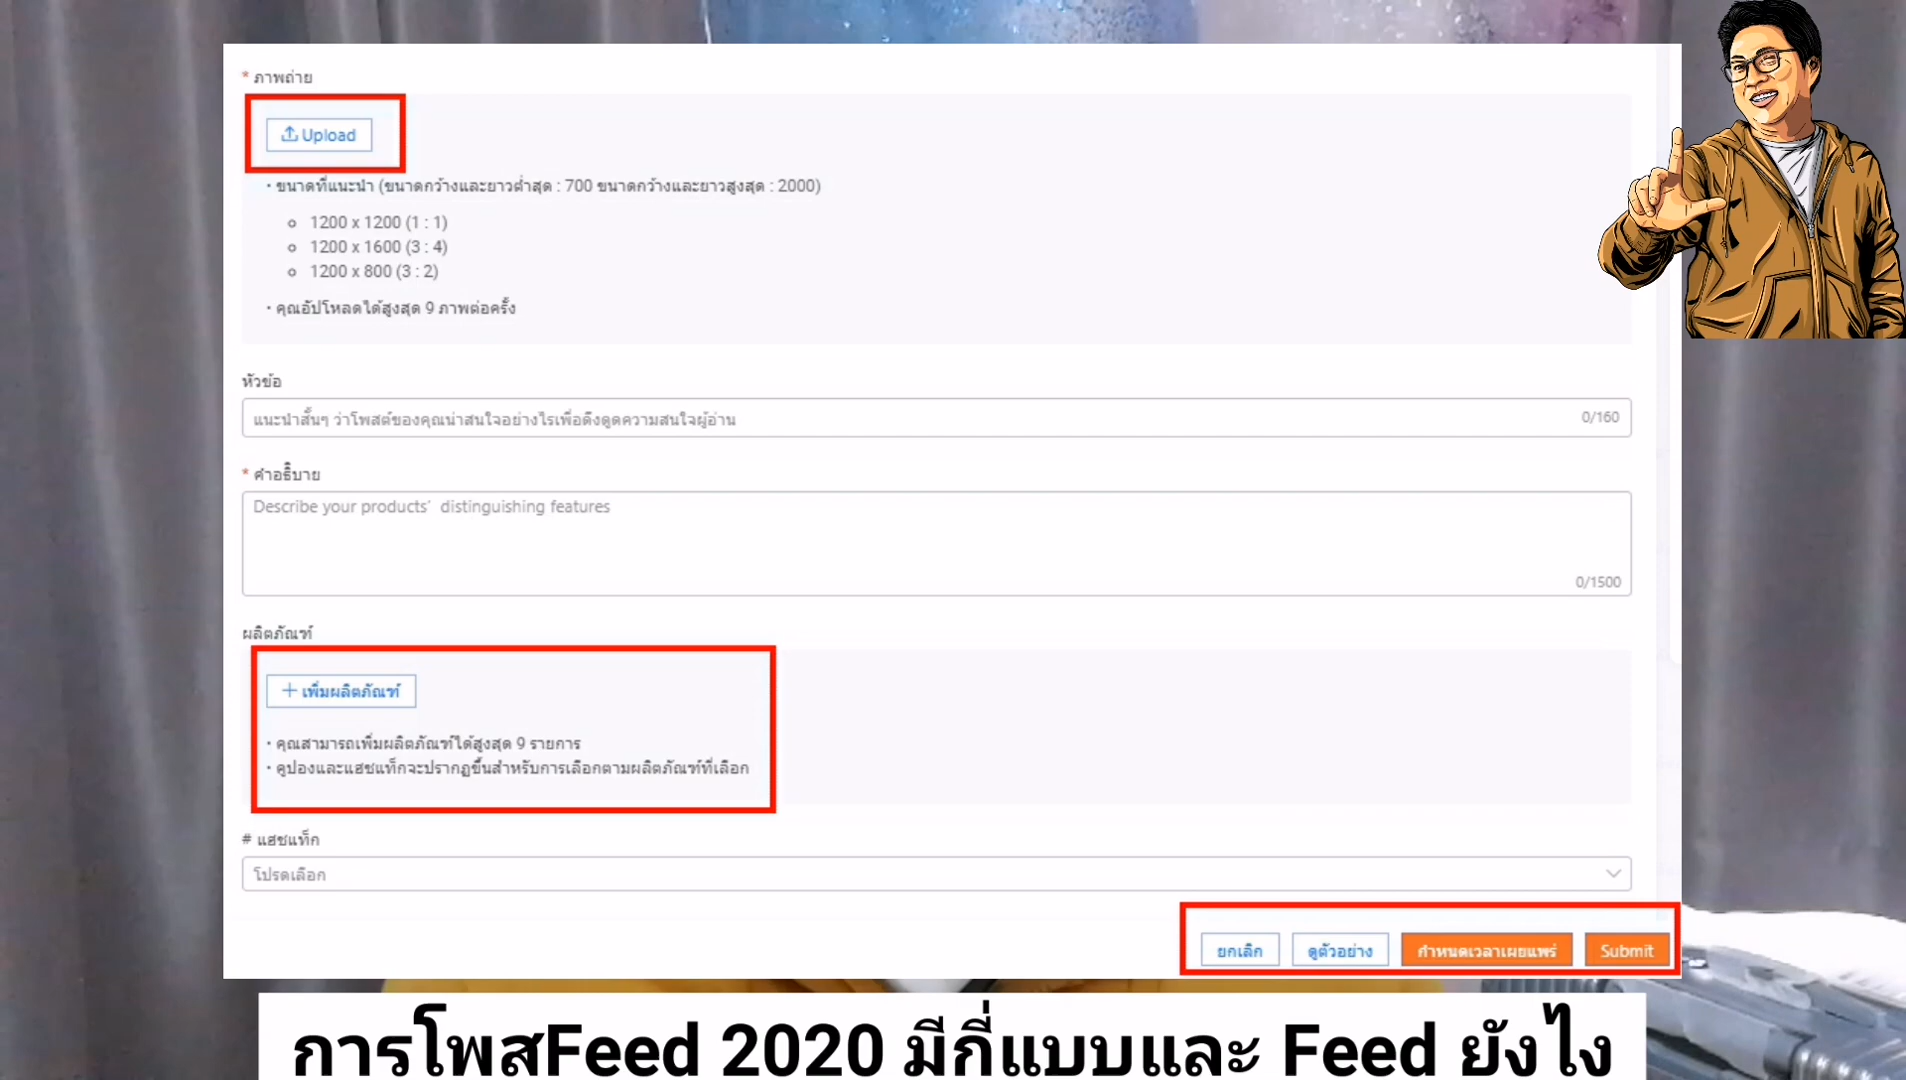 * ภาพถ่าย
Upload
• ขนาดที่แนะนำ (ขนาดกว้างและยาวต่ำสุด : 700 ขนาดกว้างและยาวสูงสุด : 2000)
1200 x 1200 (1 : 1)
1200 x 1600 (3 : 4)
1200 x 800 (3 : 2)
• คุณอัปโหลดได้สูงสุด 9 ภาพต่อครั้ง
หัวข้อ
แนะนำสั้นๆ ว่าโพสต์ของคุณน่าสนใจอย่างไรเพื่อดึงดูดความสนใจผู้อ่าน 0/160
* คำอธิบาย
Describe your products' distinguishing features
0/1500
ผลิตภัณฑ์
+ เพิ่มผลิตภัณฑ์
• คุณสามารถเพิ่มผลิตภัณฑ์ได้สูงสุด 9 รายการ
• คูปองและแฮชแท็กจะปรากฏขึ้นสำหรับการเลือกตามผลิตภัณฑ์ที่เลือก
# แฮชแท็ก
โปรดเลือก
ยกเลิก ดูตัวอย่าง กำหนดเวลาเผยแพร่ Submit
การโพสFeed 2020 มีกี่แบบและ Feed ยังไง